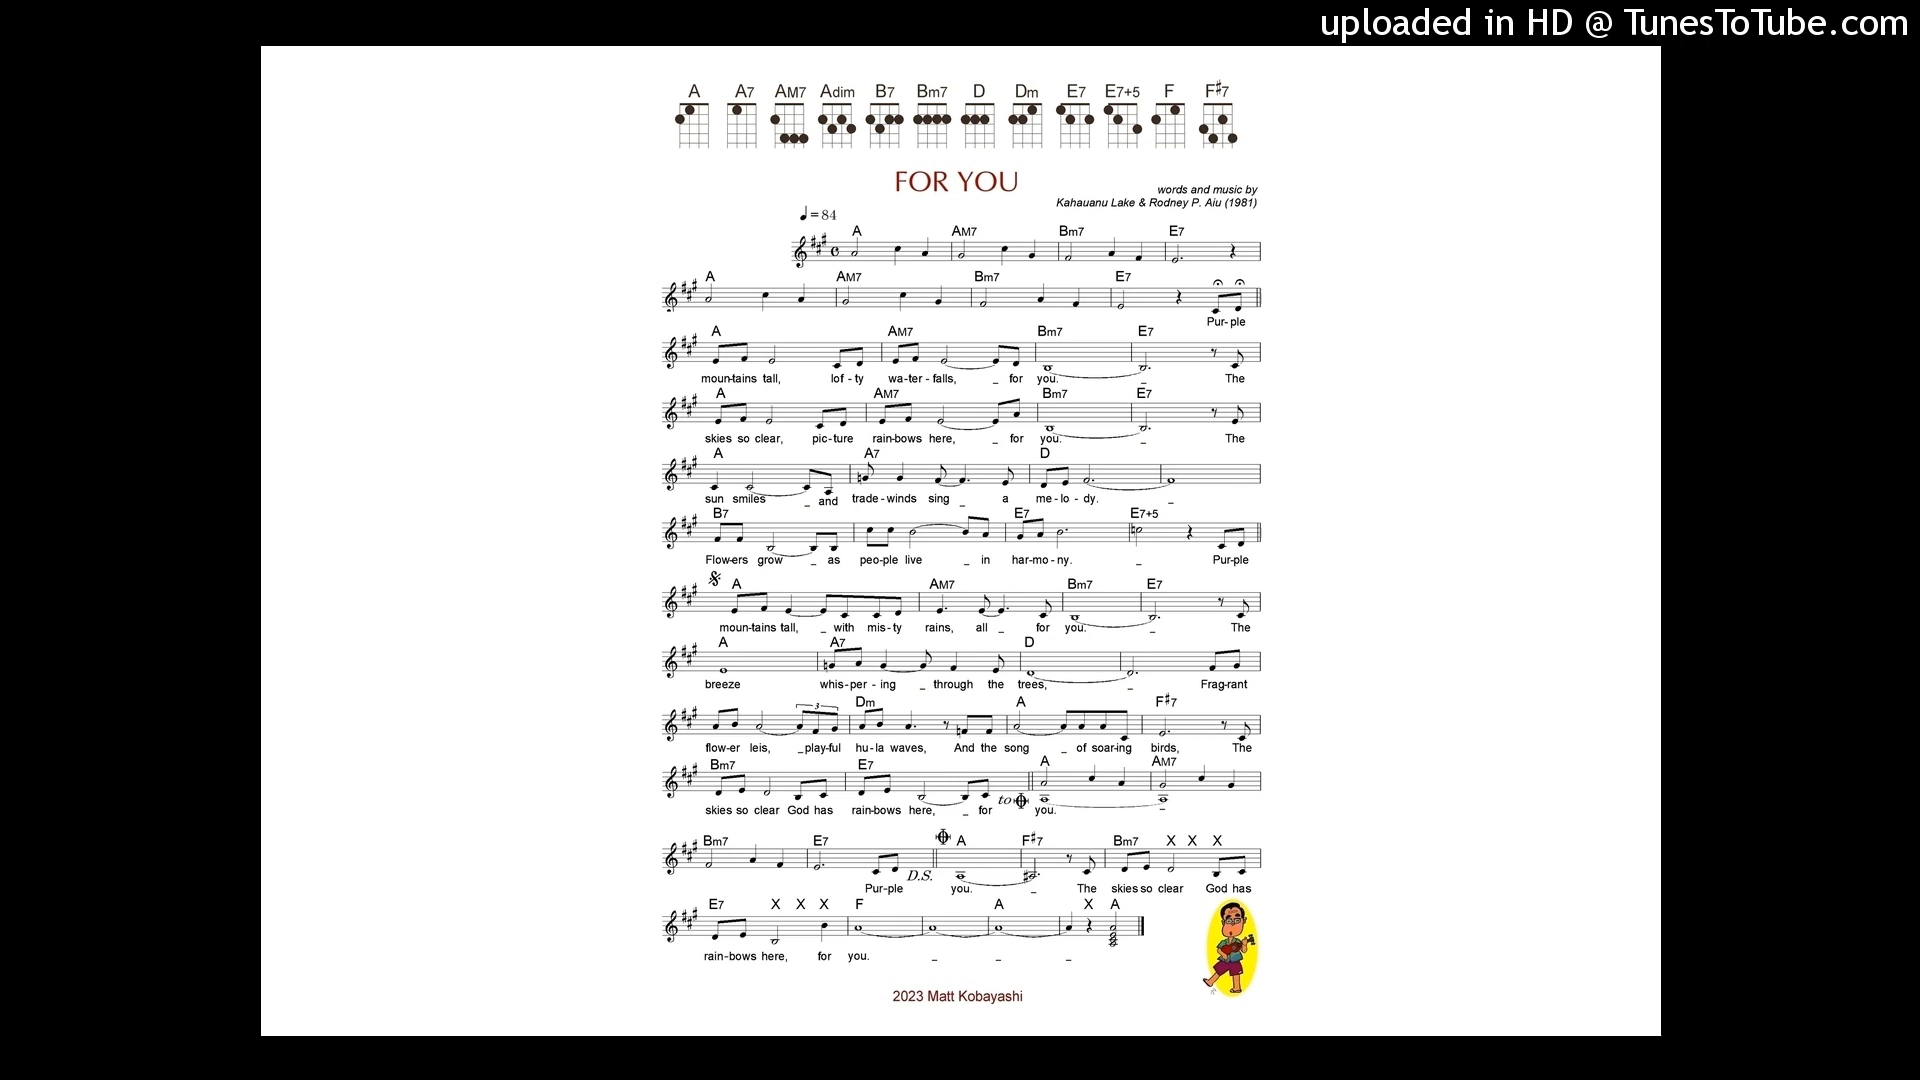 uploaded in HD @ TunesToTube.com
A A7 AM7 Adim B7 Bm7 D Dm E7 E7+5 F F#7
FOR YOU
words and music by
Kahauanu Lake & Rodney P. Aiu (1981)
♩ = 84
A AM7 Bm7 E7
A AM7 Bm7 E7
Pur- ple
A AM7 Bm7 E7
moun-tains tall, lof - ty wa-ter - falls, _ for you. _ The
A AM7 Bm7 E7
skies so clear, pic - ture rain-bows here, _ for you. _ The
A A7 D
sun smiles _ and trade - winds sing a me - lo - dy. _
B7 E7 E7+5
Flow-ers grow _ as peo-ple live _ in har-mo - ny. _ Pur-ple
A AM7 Bm7 E7
moun-tains tall, _ with mis-ty rains, all _ for you. _ The
A A7 D
breeze whis-per - ing _ through the trees, _ Frag-rant
3
Dm A F#7
flow-er leis, _ play-ful hu-la waves, And the song _ of soar-ing birds, The
Bm7 E7 A AM7
to
skies so clear God has rain-bows here, _ for you. _
Bm7 E7 A F#7 Bm7 X X X
D.S.
Pur-ple you. _ The skies so clear God has
E7 X X X F A X A
rain-bows here, for you. _ _ _
2023 Matt Kobayashi